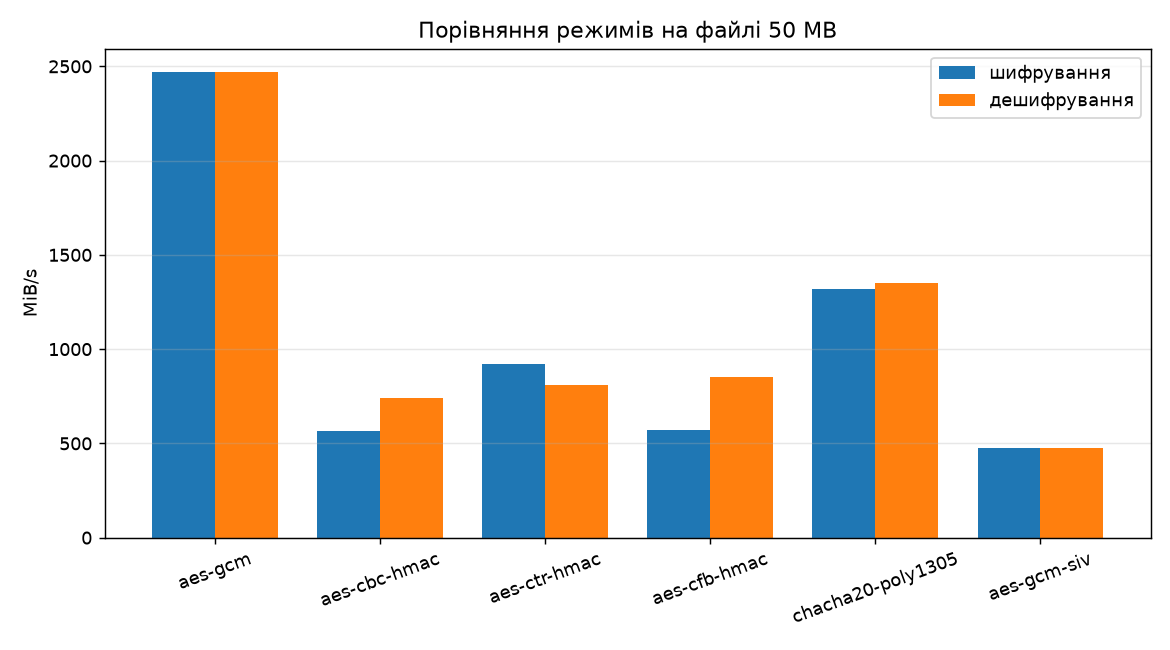 Порівняння режимів на файлі 50 MB
шифрування
дешифрування
MiB/s
2500
2000
1500
1000
500
0
aes-gcm
aes-cbc-hmac
aes-ctr-hmac
aes-cfb-hmac
chacha20-poly1305
aes-gcm-siv